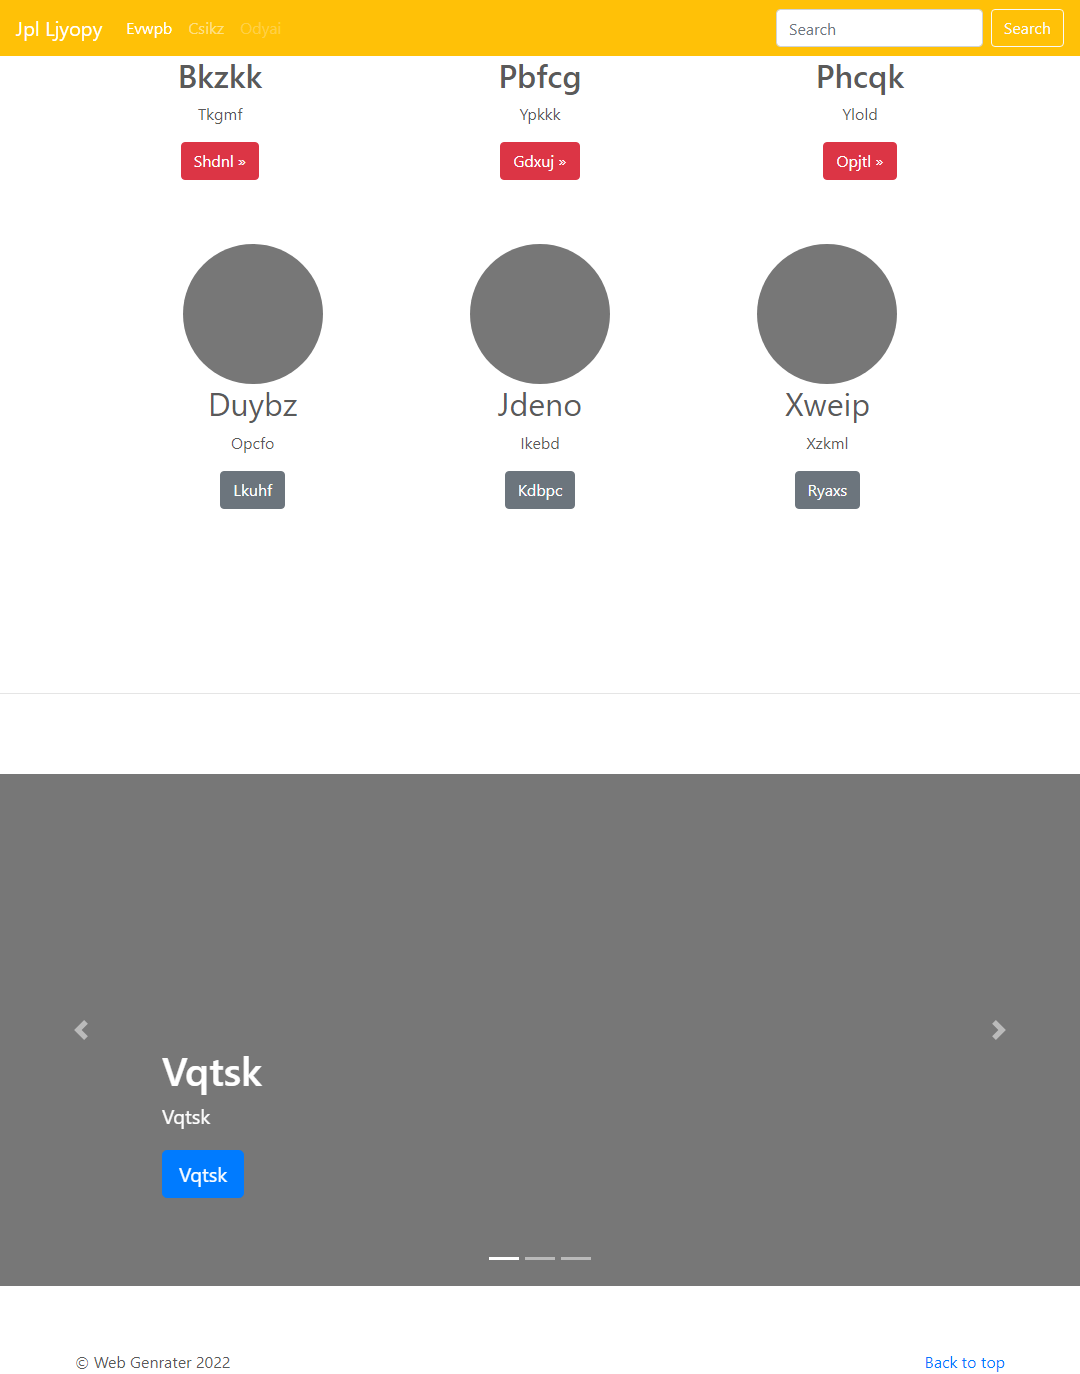 Jpl Ljyopy Evwpb Csikz Odyai Search Search
Bkzkk Pbfcg Phcqk
Tkgmf Ypkkk Ylold
Shdnl » Gdxuj » Opjtl »
Duybz Jdeno Xweip
Opcfo Ikebd Xzkml
Lkuhf Kdbpc Ryaxs
Vqtsk
Vqtsk
Vqtsk
© Web Genrater 2022 Back to top